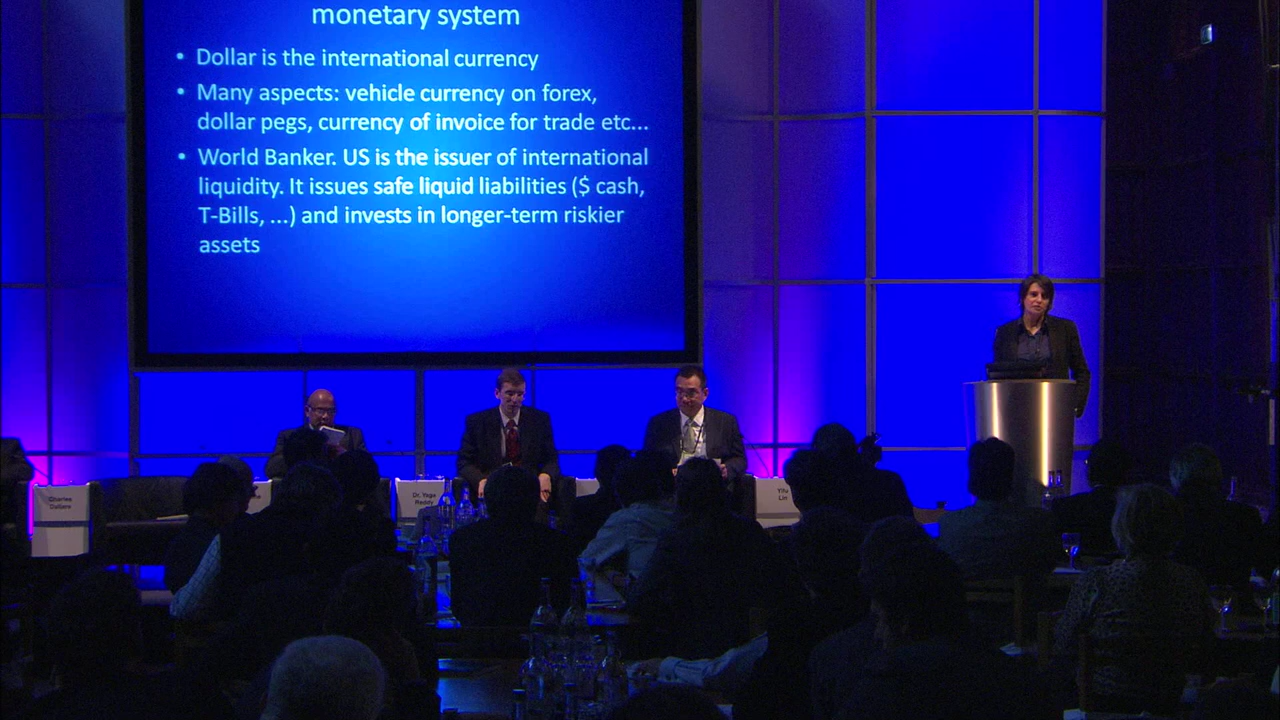 monetary system
• Dollar is the international currency
• Many aspects: vehicle currency on forex,
dollar pegs, currency of invoice for trade etc...
• World Banker. US is the issuer of international
liquidity. It issues safe liquid liabilities ($ cash,
T-Bills, ...) and invests in longer-term riskier
assets
Charles
Dallara
Dr. Yaga
Reddy
Yifu
Lin